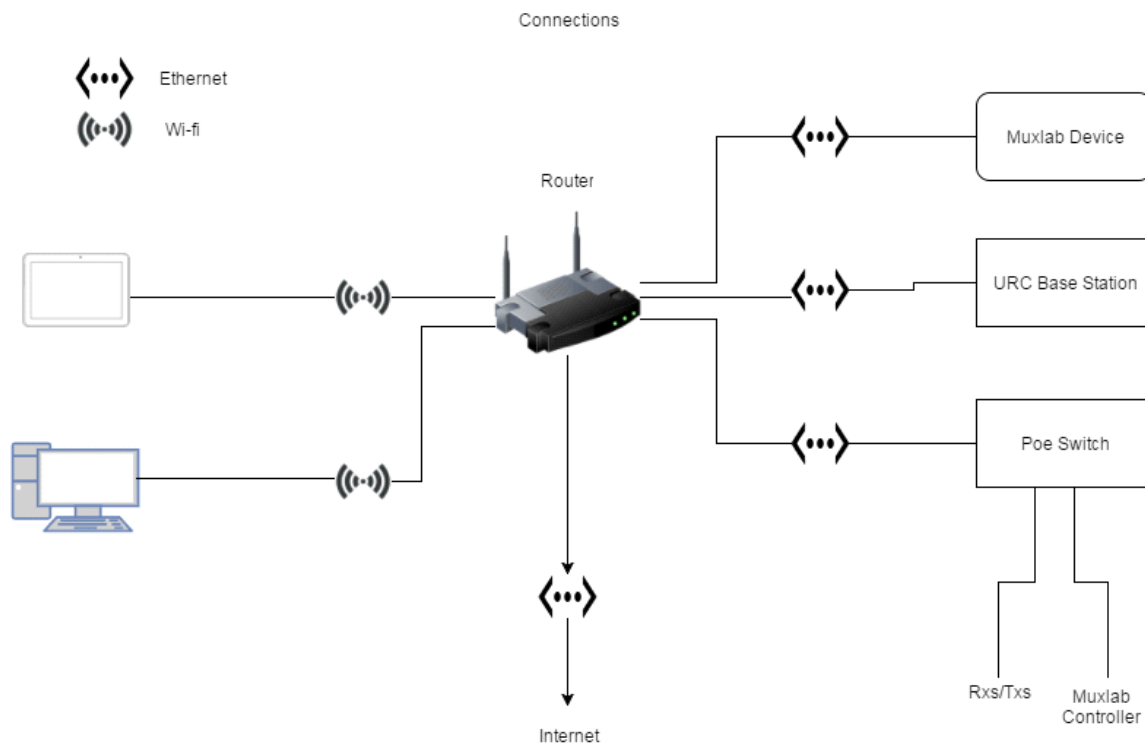 Connections
Ethernet
Wi-fi
Router
Muxlab Device
URC Base Station
Poe Switch
Rxs/Txs
Muxlab
Controller
Internet